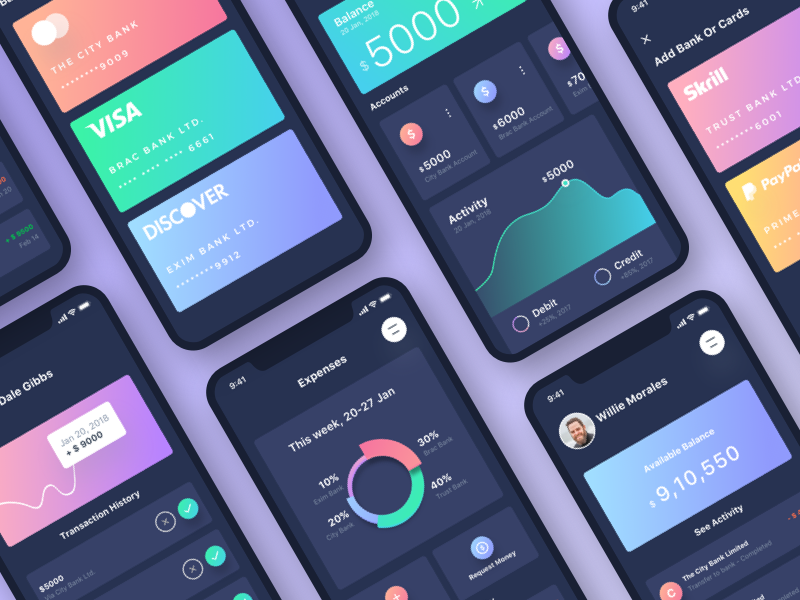 THE CITY BANK
••••••••9009
VISA
BRAC BANK LTD.
•••• •••• •••• 6661
DISCOVER
EXIM BANK LTD.
••••••••9912
+ $ 9500
Feb 14
Balance
20 Jan, 2018
$5000
Accounts
$5000
City Bank Account
$6000
Brac Bank Account
$70
Exim
Activity
20 Jan, 2018
$5000
Debit
+25%, 2017
Credit
+85%, 2017
9:41
Add Bank Or Cards
Skrill
TRUST BANK LTD
••••••••6001
PayPa
PRIME
Dale Gibbs
Jan 20, 2018
+ $ 9000
Transaction History
$5000
Via City Bank Ltd.
9:41
Expenses
This week, 20-27 Jan
30%
Brac Bank
10%
Exim Bank
40%
Trust Bank
20%
City Bank
Request Money
9:41
Willie Morales
Available Balance
$ 9,10,550
See Activity
C
The City Bank Limited
Transfer to bank - Completed